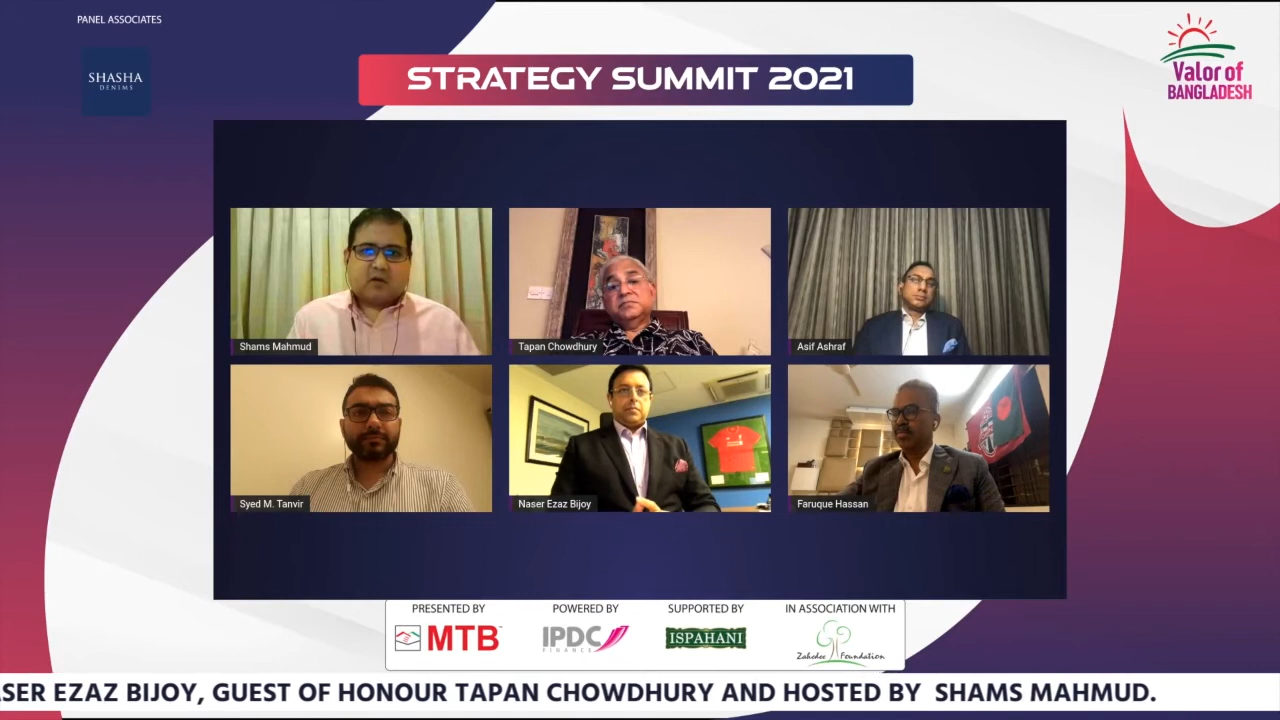 PANEL ASSOCIATES
SHASHA
DENIMS
STRATEGY SUMMIT 2021
Valor of
BANGLADESH
Shams Mahmud
Tapan Chowdhury
Asif Ashraf
Syed M. Tanvir
Naser Ezaz Bijoy
Faruque Hassan
PRESENTED BY
MTB
POWERED BY
IPDC
FINANCE
SUPPORTED BY
ISPAHANI
IN ASSOCIATION WITH
Zahedee Foundation
ASER EZAZ BIJOY, GUEST OF HONOUR TAPAN CHOWDHURY AND HOSTED BY SHAMS MAHMUD.